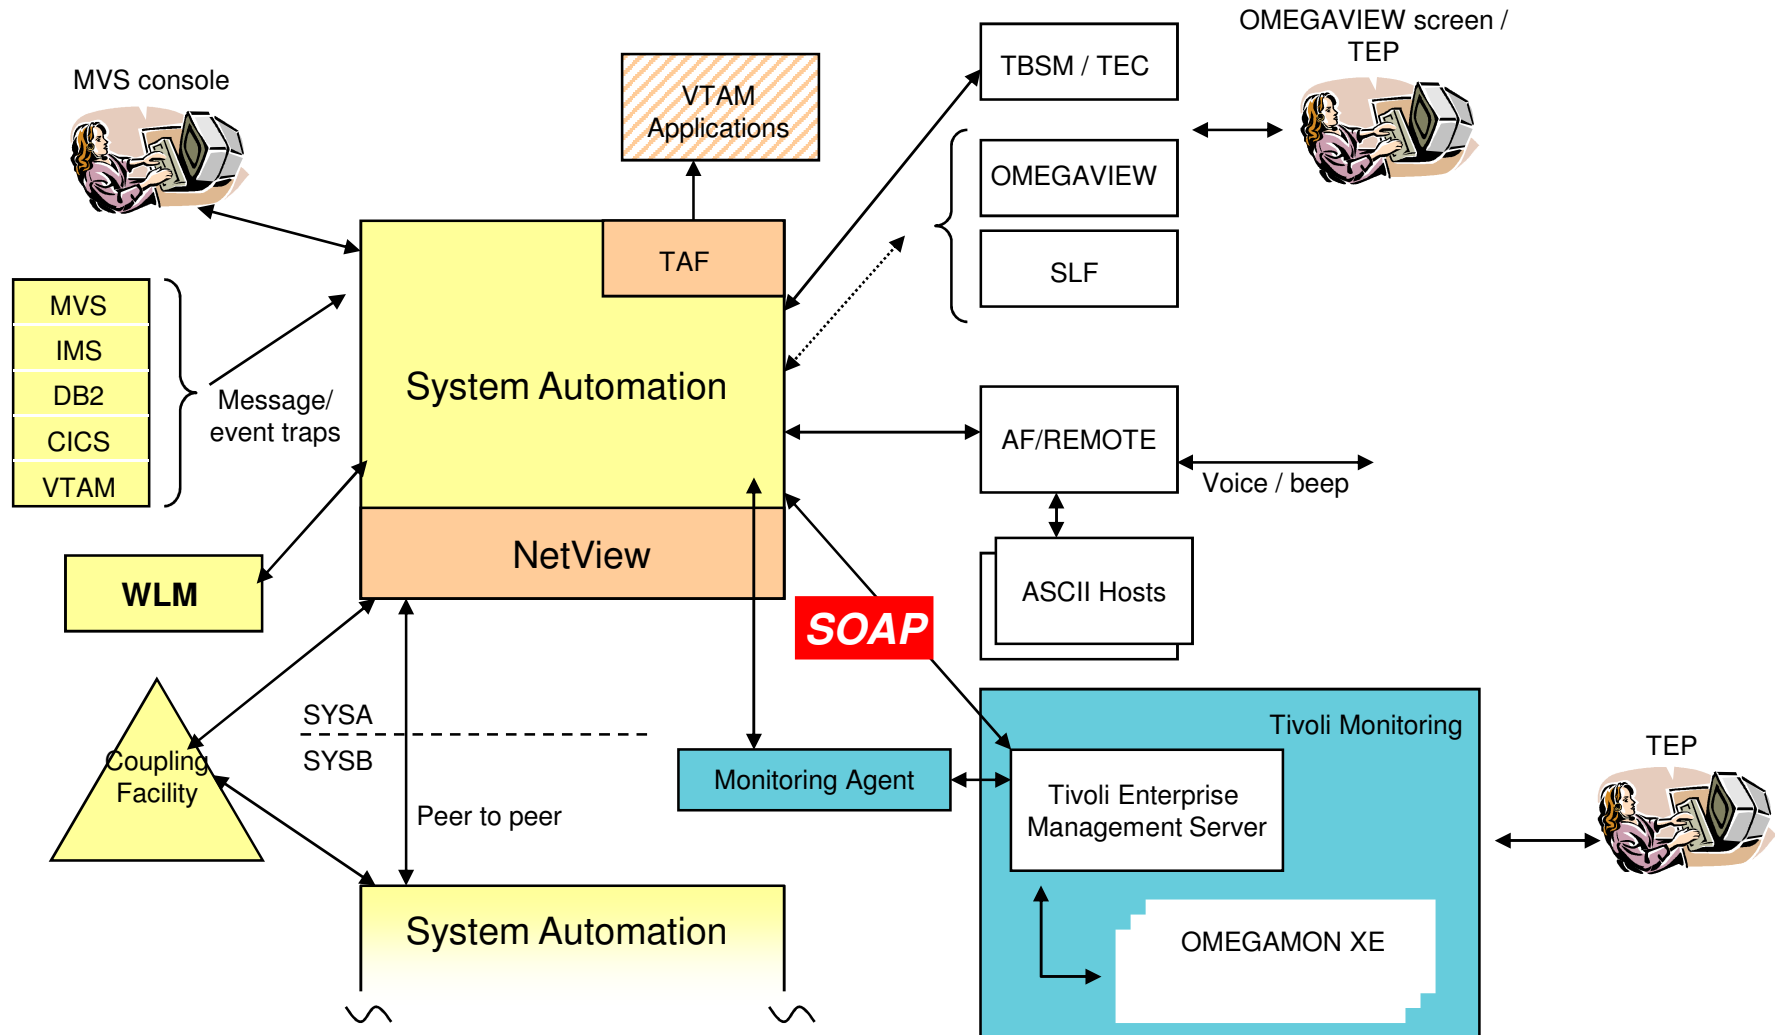 OMEGAVIEW screen /
TEP
MVS console
VTAM
Applications
TBSM / TEC
OMEGAVIEW
SLF
TAF
MVS
IMS
DB2
CICS
VTAM
Message/
event traps
System Automation
NetView
AF/REMOTE
Voice / beep
ASCII Hosts
WLM
SOAP
Coupling
Facility
SYSA
SYSB
Peer to peer
Monitoring Agent
Tivoli Monitoring
Tivoli Enterprise
Management Server
OMEGAMON XE
TEP
System Automation